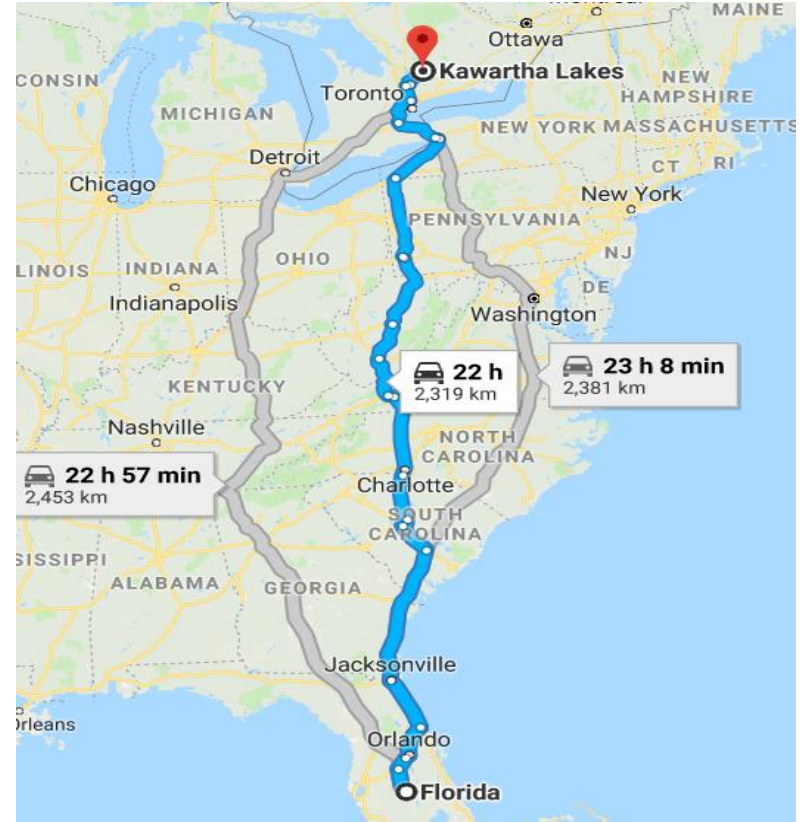 Montréal
MAINE
Ottawa
Kawartha Lakes
CONSIN
Toronto
NEW
HAMPSHIRE
MICHIGAN
NEW YORK
MASSACHUSETTS
Detroit
CT
RI
Chicago
New York
PENNSYLVANIA
OHIO
NJ
LINOIS
INDIANA
DE
Indianapolis
Washington
22 h
2,319 km
23 h 8 min
2,381 km
KENTUCKY
Nashville
NORTH
CAROLINA
22 h 57 min
2,453 km
Charlotte
SOUTH
CAROLINA
SISSIPPI
ALABAMA
GEORGIA
Jacksonville
Orleans
Orlando
Florida